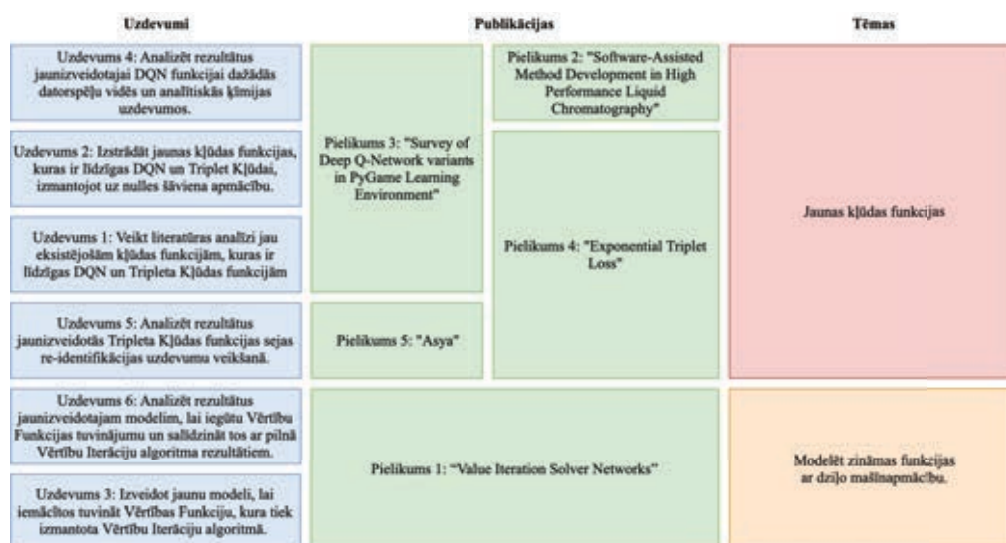 Uzdevumi
Publikācijas
Tēmas
Uzdevums 4: Analizēt rezultātus
jaunizveidotajai DQN funkcijai dažādās
datorspēļu vidēs un analītiskās ķīmijas
uzdevumos.
Uzdevums 2: Izstrādāt jaunas kļūdas funkcijas,
kuras ir līdzīgas DQN un Triplet Kļūdai,
izmantojot uz nulles šāviena apmācību.
Uzdevums 1: Veikt literatūras analīzi jau
eksistējošām kļūdas funkcijām, kuras ir
līdzīgas DQN un Tripleta Kļūdas funkcijām
Uzdevums 5: Analizēt rezultātus
jaunizveidotās Tripleta Kļūdas funkcijas sejas
re-identifikācijas uzdevumu veikšanā.
Uzdevums 6: Analizēt rezultātus
jaunizveidotajam modelim, lai iegūtu Vērtību
Funkcijas tuvinājumu un salīdzināt tos ar pilnā
Vērtību Iterāciju algoritma rezultātiem.
Uzdevums 3: Izveidot jaunu modeli, lai
iemācītos tuvināt Vērtības Funkciju, kura tiek
izmantota Vērtību Iterāciju algoritmā.
Pielikums 3: "Survey of
Deep Q-Network variants
in PyGame Learning
Environment"
Pielikums 2: "Software-Assisted
Method Development in High
Performance Liquid
Chromatography"
Pielikums 4: "Exponential Triplet
Loss"
Pielikums 5: "Asya"
Pielikums 1: “Value Iteration Solver Networks”
Jaunas kļūdas funkcijas
Modelēt zināmas funkcijas
ar dziļo mašīnapmācību.